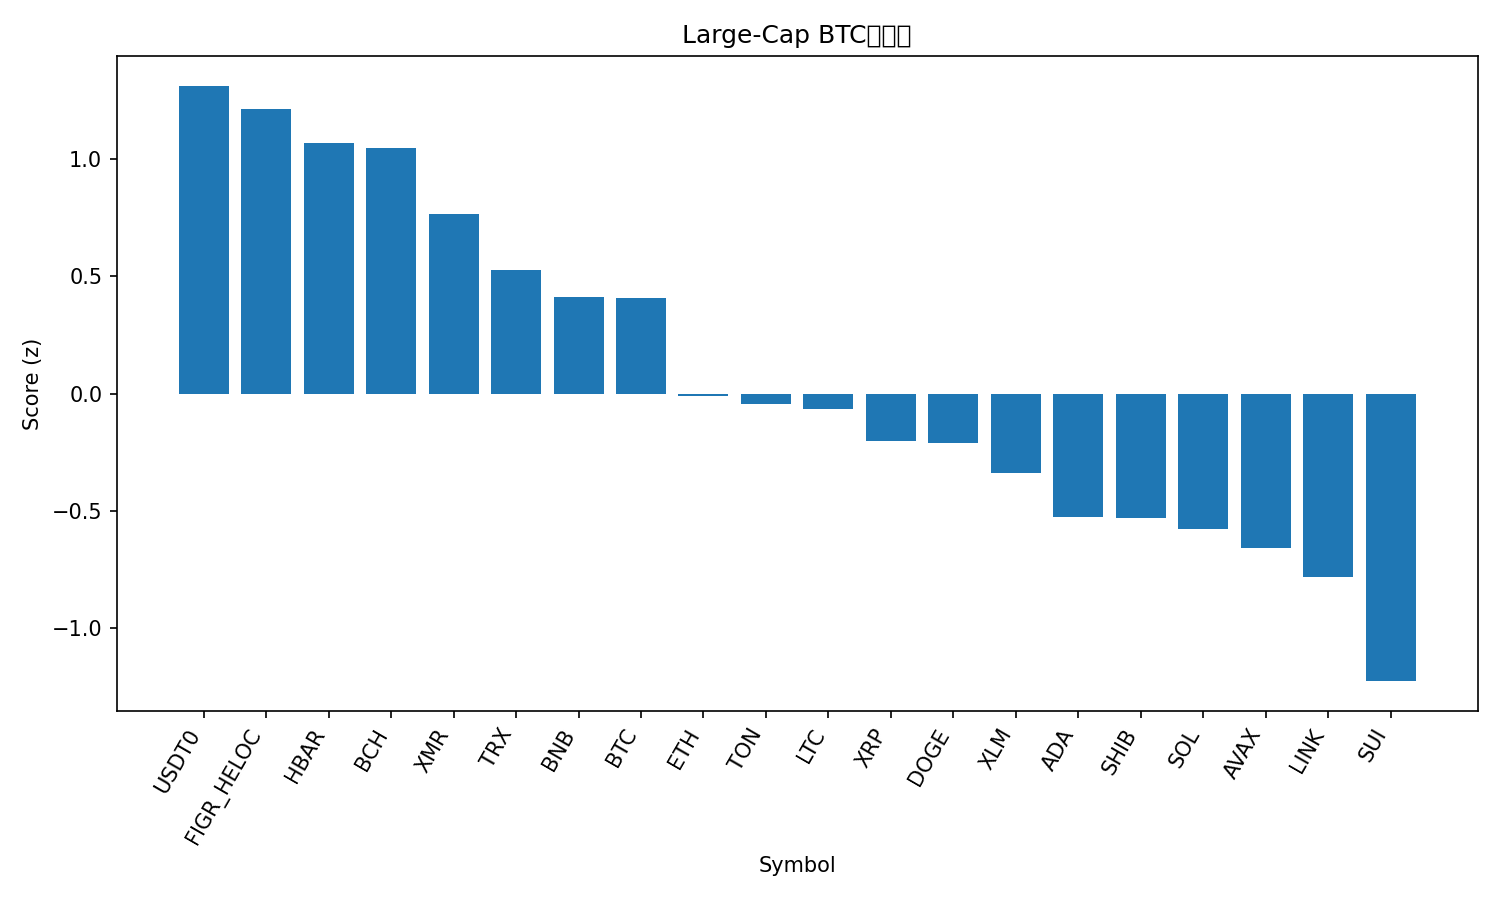 Large-Cap BTC
1.0
0.5
0.0
−0.5
−1.0
Score (z)
USDT0
FIGR_HELOC
HBAR
BCH
XMR
TRX
BNB
BTC
ETH
TON
LTC
XRP
DOGE
XLM
ADA
SHIB
SOL
AVAX
LINK
SUI
Symbol